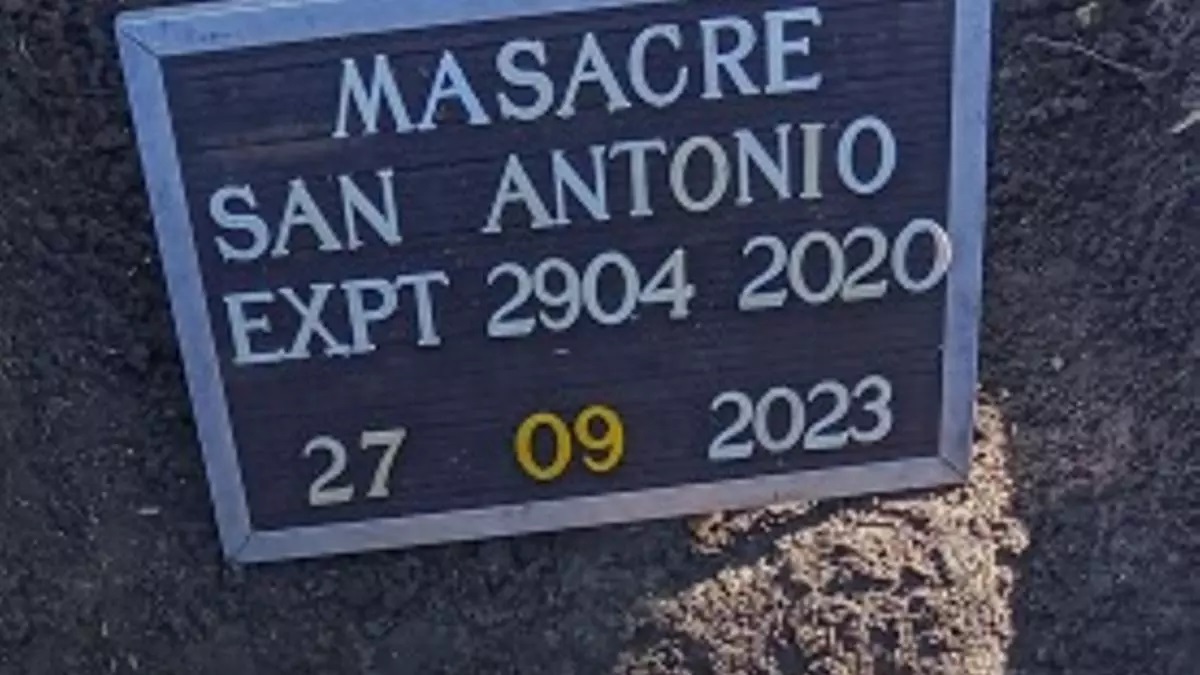 MASACRE
SAN ANTONIO
EXPT 2904 2020
27 09 2023